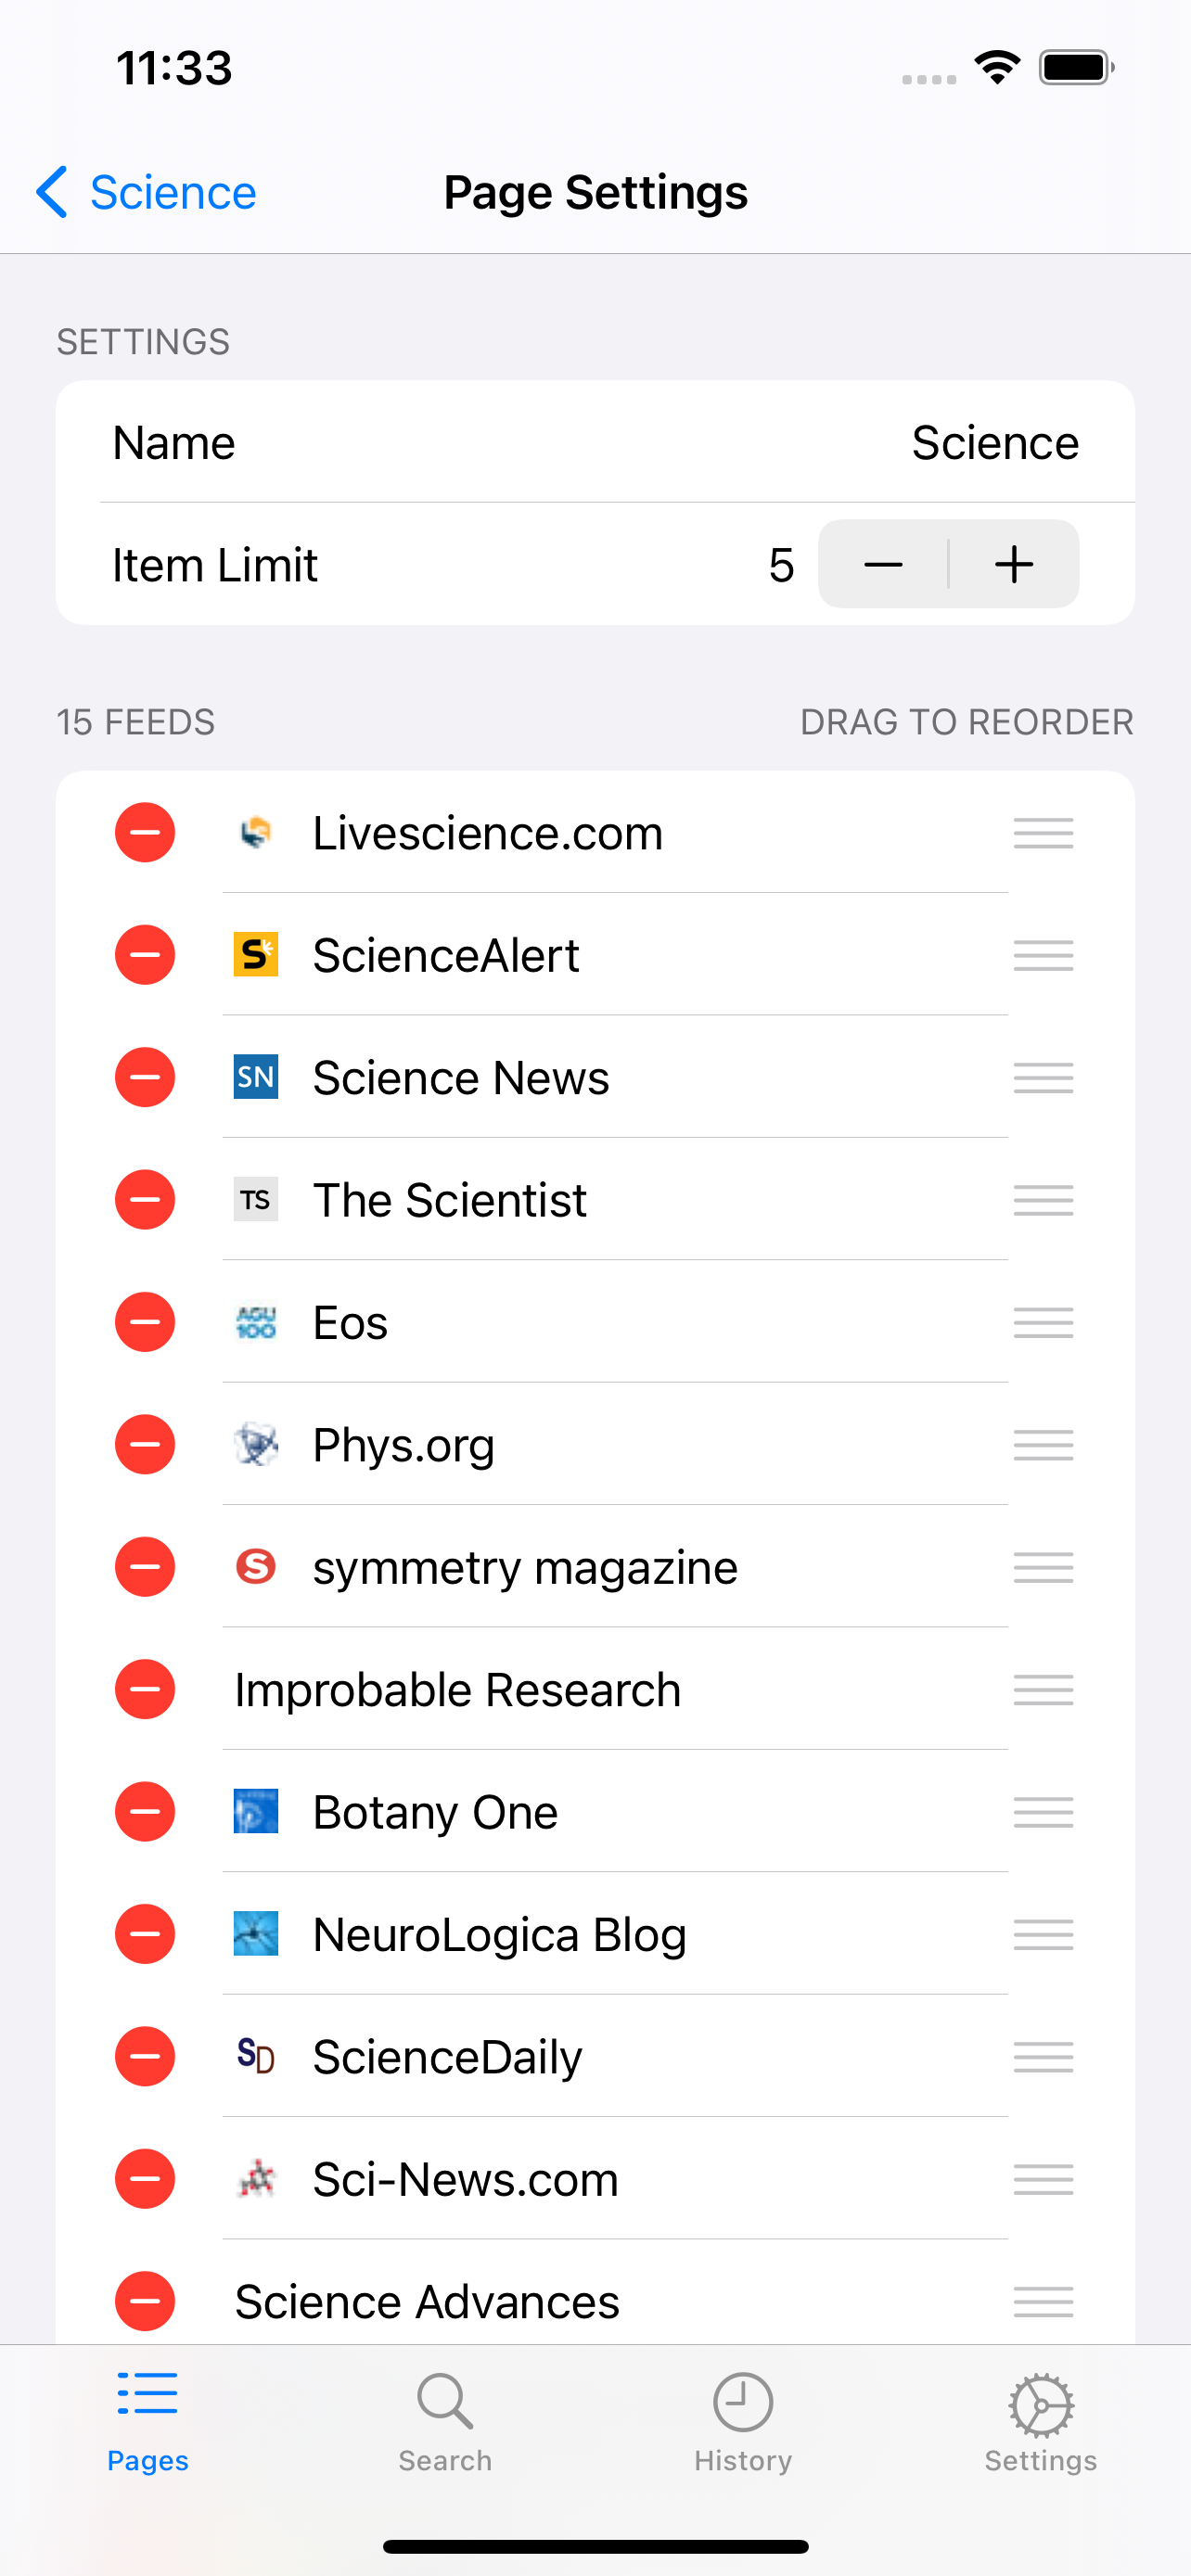 11:33
Science
Page Settings
SETTINGS
Name Science
Item Limit 5
15 FEEDS DRAG TO REORDER
Livescience.com
S ScienceAlert
SN Science News
TS The Scientist
AGU 100 Eos
Phys.org
S symmetry magazine
Improbable Research
Botany One
NeuroLogica Blog
SD ScienceDaily
Sci-News.com
Science Advances
Pages Search History Settings